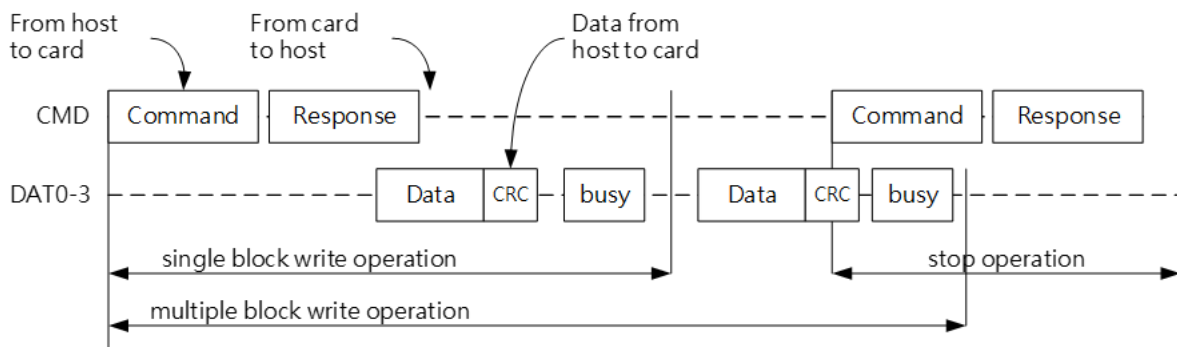 From host
to card
From card
to host
Data from
host to card
CMD
Command
Response
Command
Response
DAT0-3
Data
CRC
busy
Data
CRC
busy
single block write operation
stop operation
multiple block write operation